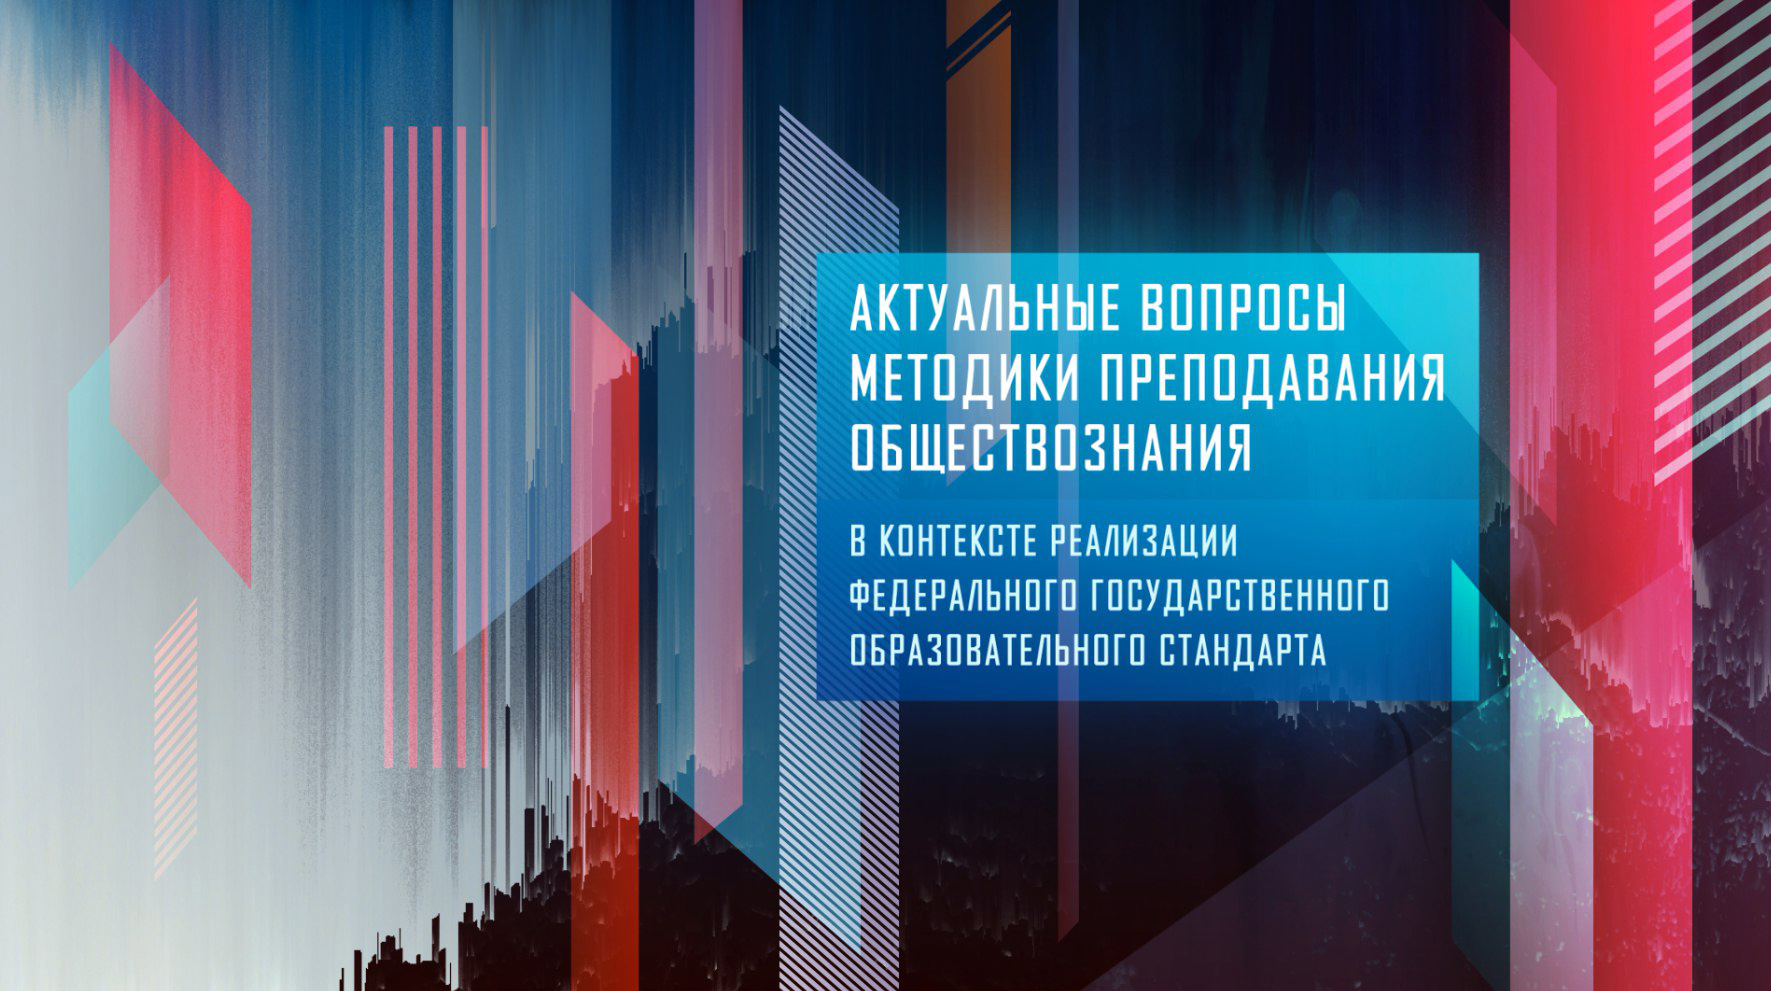 АКТУАЛЬНЫЕ ВОПРОСЫ
МЕТОДИКИ ПРЕПОДАВАНИЯ
ОБЩЕСТВОЗНАНИЯ
В КОНТЕКСТЕ РЕАЛИЗАЦИИ
ФЕДЕРАЛЬНОГО ГОСУДАРСТВЕННОГО
ОБРАЗОВАТЕЛЬНОГО СТАНДАРТА